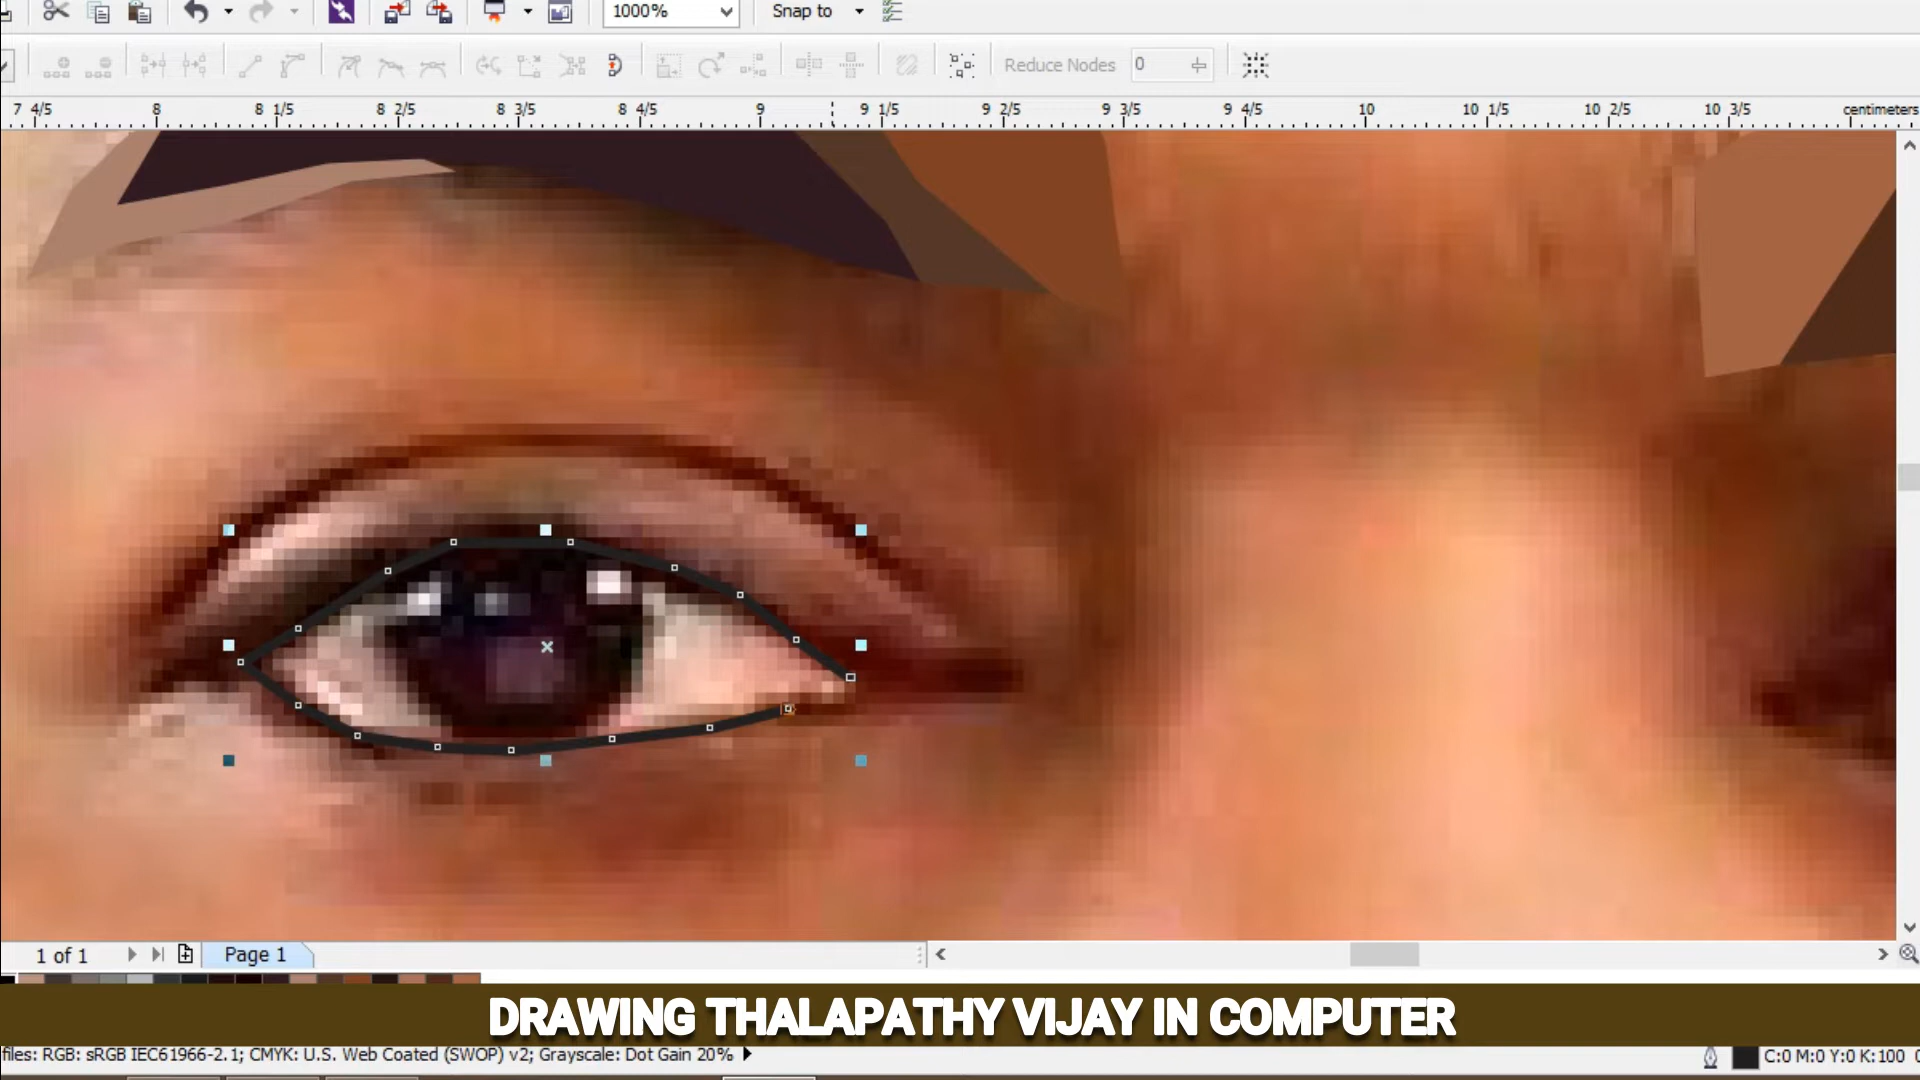 1000%
Snap to
Reduce Nodes 0
7 4/5 8 8 1/5 8 2/5 8 3/5 8 4/5 9 9 1/5 9 2/5 9 3/5 9 4/5 10 10 1/5 10 2/5 10 3/5 centimeters
1 of 1 Page 1
DRAWING THALAPATHY VIJAY IN COMPUTER
files: RGB: sRGB IEC61966-2.1; CMYK: U.S. Web Coated (SWOP) v2; Grayscale: Dot Gain 20% C:0 M:0 Y:0 K:100